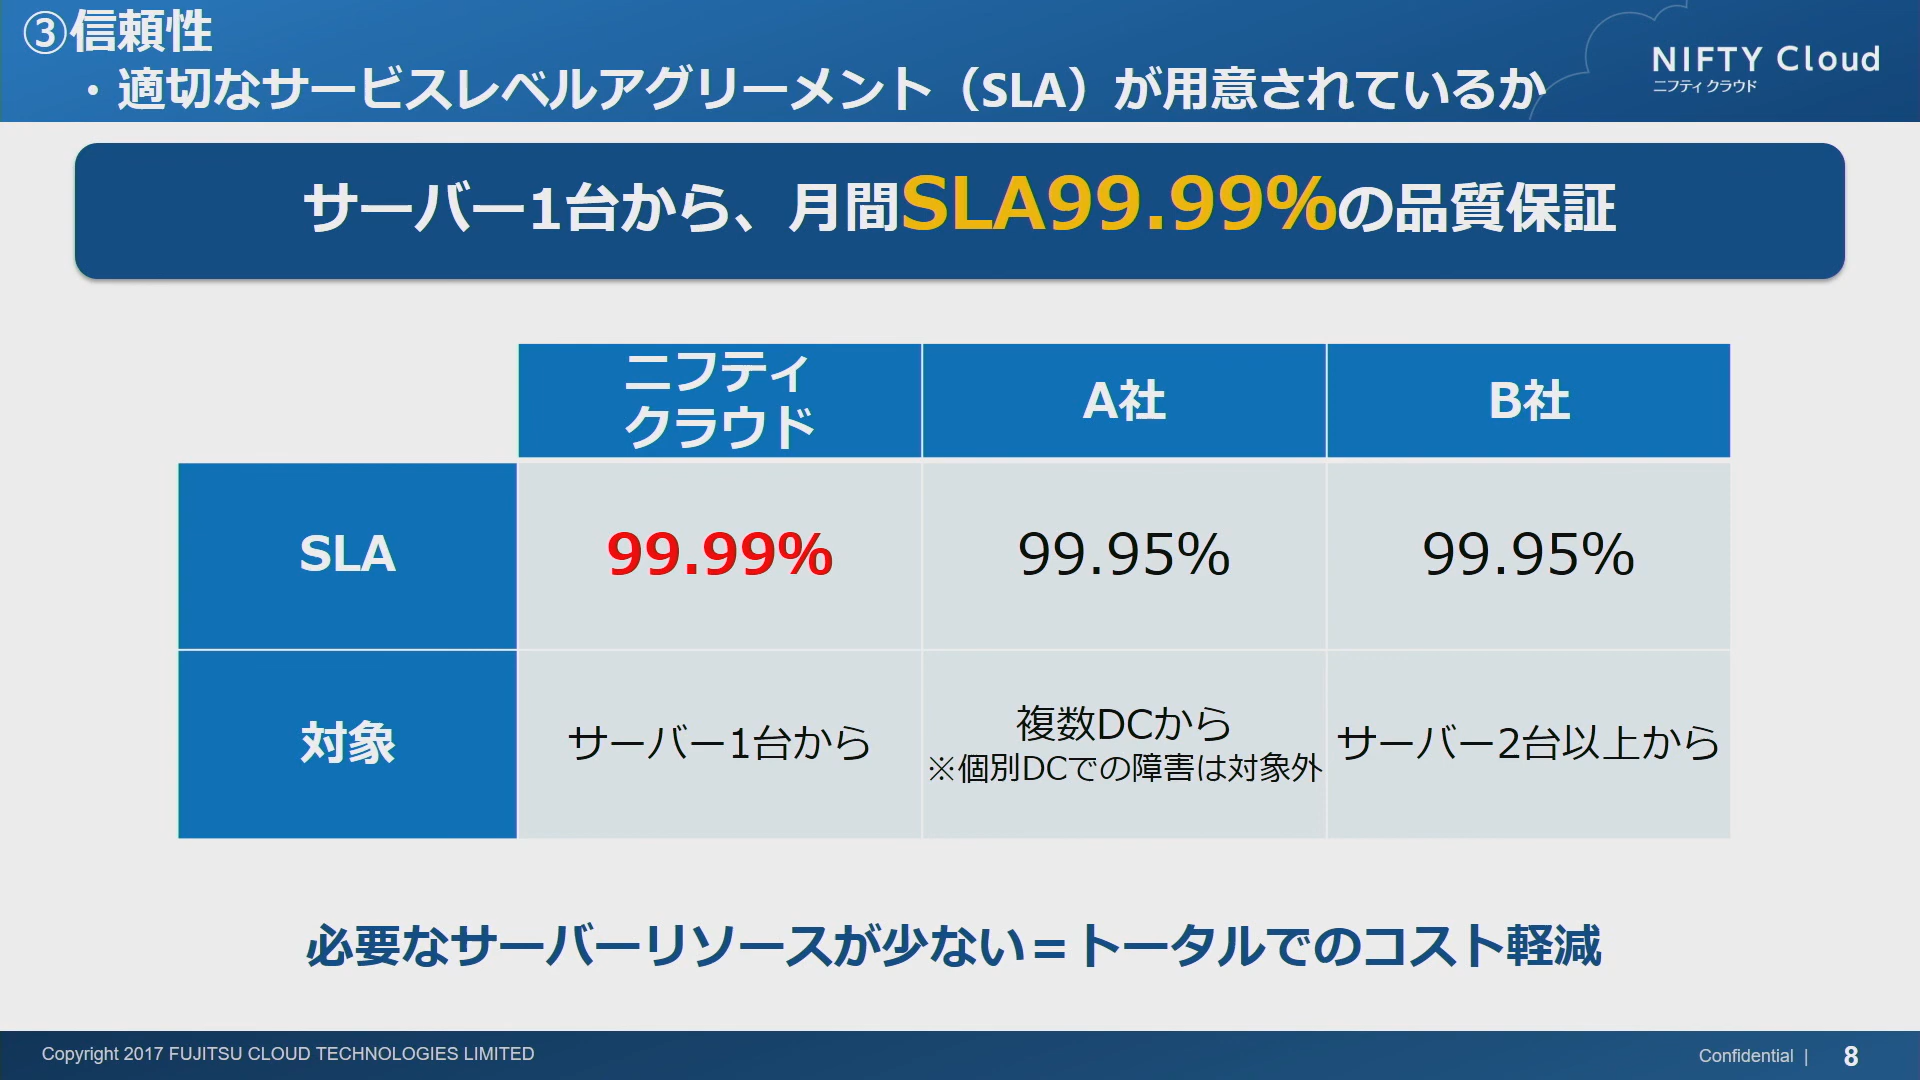 ③信頼性
・適切なサービスレベルアグリーメント（SLA）が用意されているか
NIFTY Cloud
ニフティ クラウド
サーバー1台から、月間SLA99.99%の品質保証
ニフティ
クラウド
A社
B社
SLA
99.99%
99.95%
99.95%
対象
サーバー1台から
複数DCから
※個別DCでの障害は対象外
サーバー2台以上から
必要なサーバーリソースが少ない＝トータルでのコスト軽減
Copyright 2017 FUJITSU CLOUD TECHNOLOGIES LIMITED
Confidential |
8